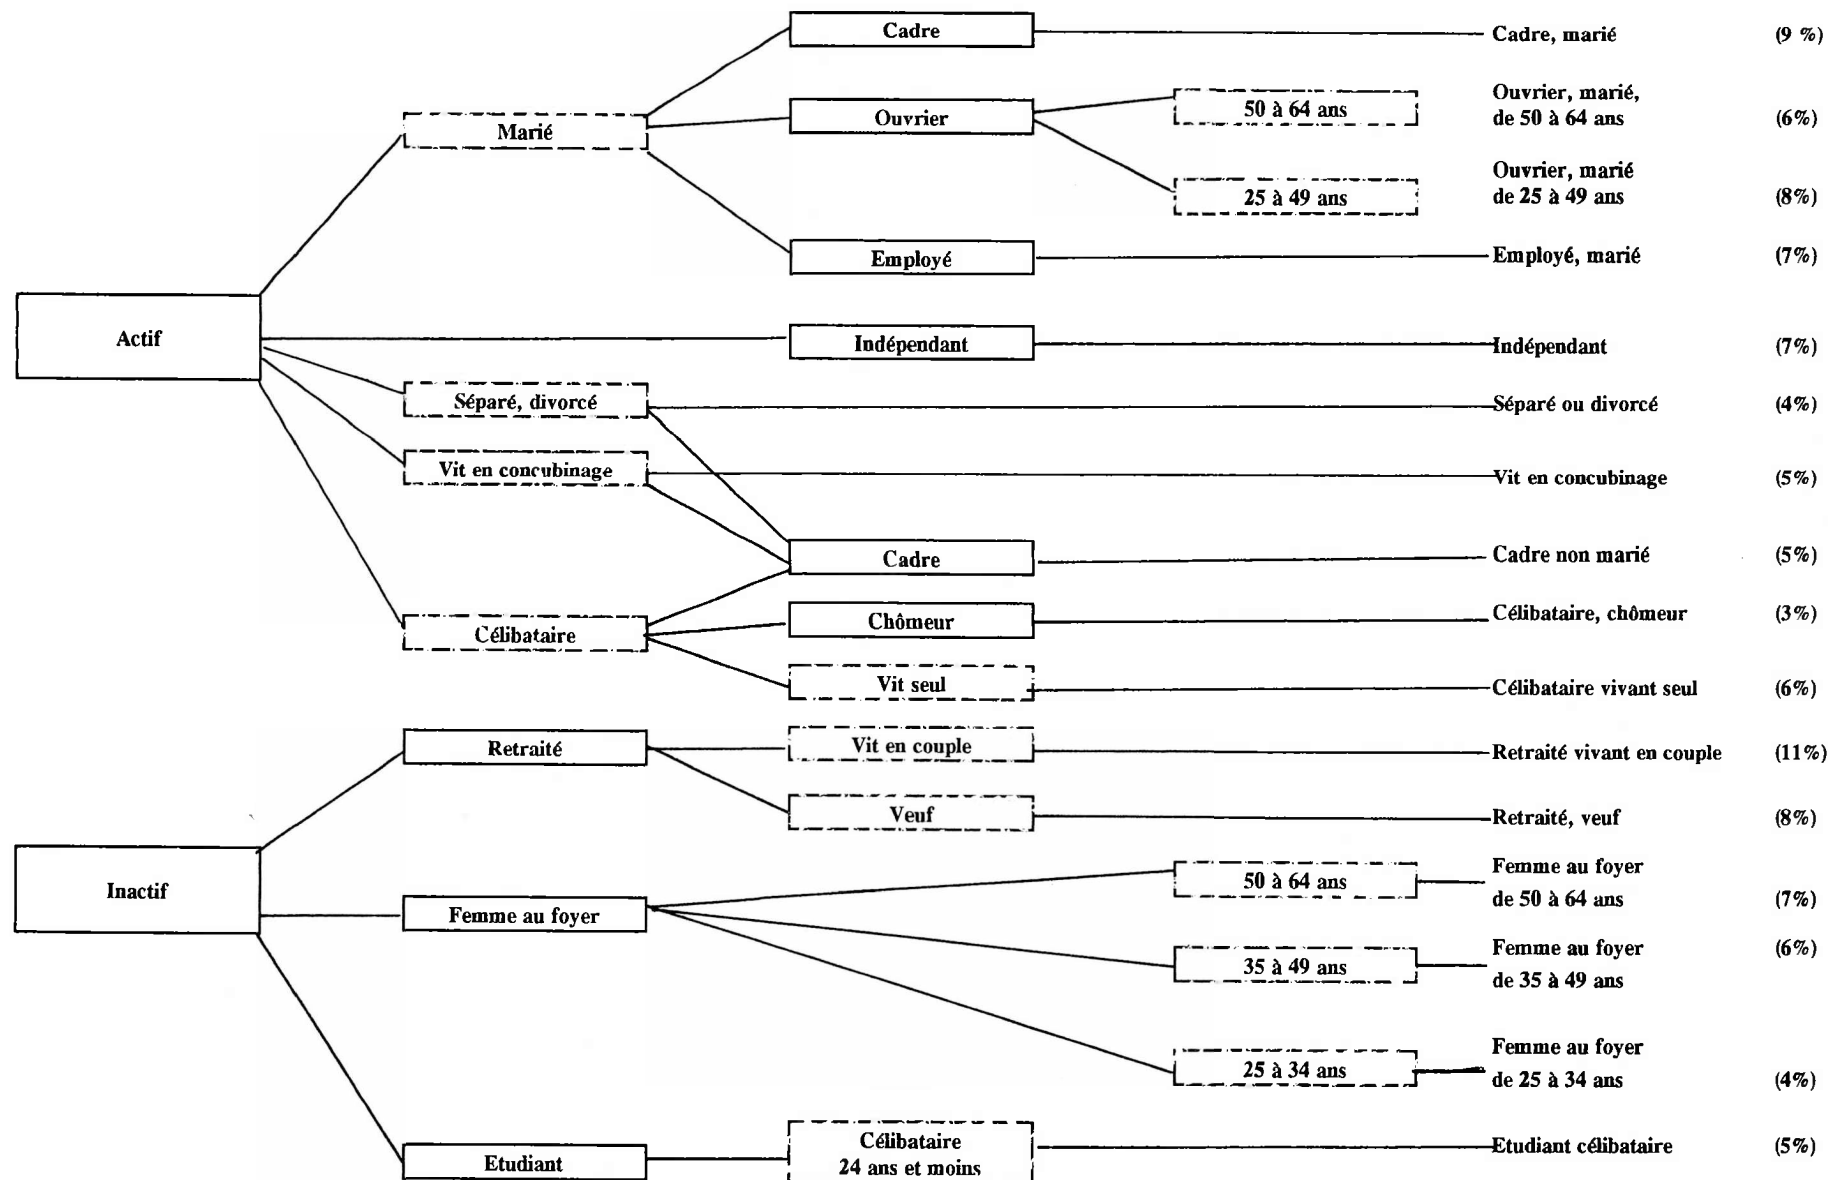 Cadre
Cadre, marié (9 %)
Ouvrier, marié,
50 à 64 ans
de 50 à 64 ans (6%)
Ouvrier
Marié
Ouvrier, marié
25 à 49 ans
de 25 à 49 ans (8%)
Employé
Employé, marié (7%)
Actif
Indépendant
Indépendant (7%)
Séparé, divorcé
Séparé ou divorcé (4%)
Vit en concubinage
Vit en concubinage (5%)
Cadre
Cadre non marié (5%)
Chômeur
Célibataire, chômeur (3%)
Célibataire
Vit seul
Célibataire vivant seul (6%)
Retraité
Vit en couple
Retraité vivant en couple (11%)
Veuf
Retraité, veuf (8%)
Inactif
Femme au foyer
50 à 64 ans
Femme au foyer
de 50 à 64 ans (7%)
35 à 49 ans
Femme au foyer (6%)
de 35 à 49 ans
25 à 34 ans
Femme au foyer
de 25 à 34 ans (4%)
Etudiant
Célibataire
24 ans et moins
Etudiant célibataire (5%)